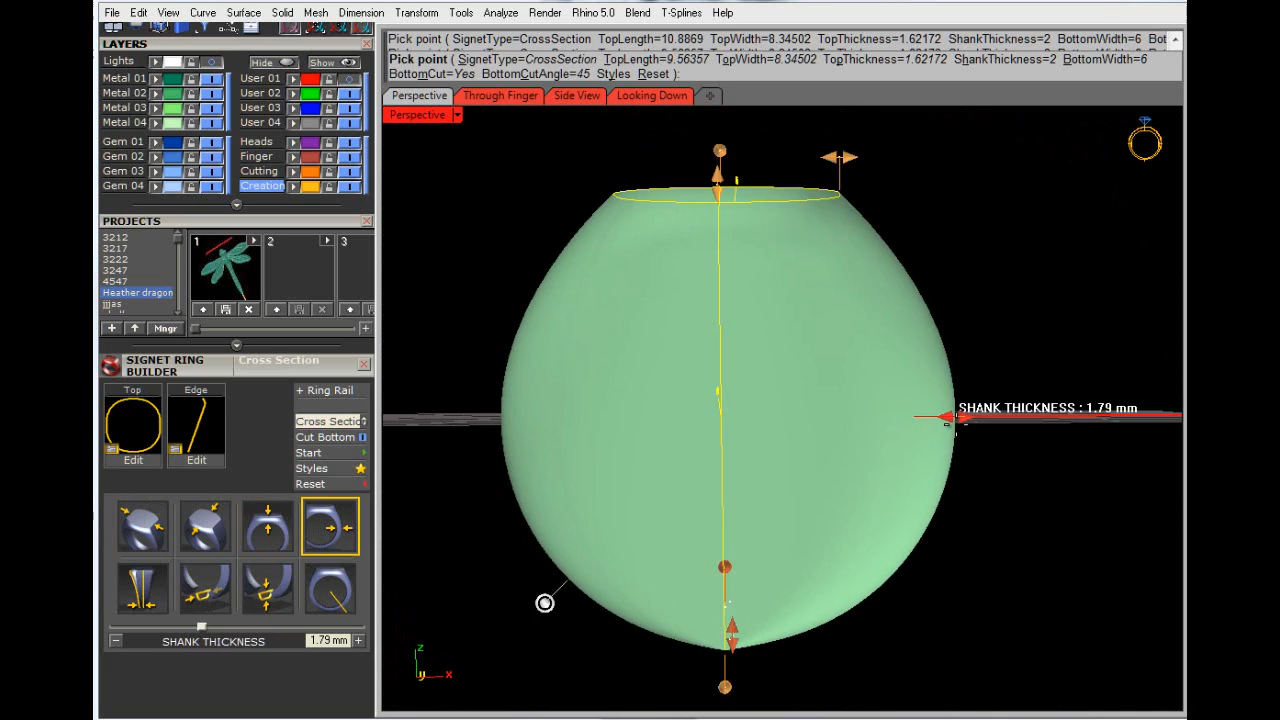 File Edit View Curve Surface Solid Mesh Dimension Transform Tools Analyze Render Rhino 5.0 Blend T-Splines Help
Pick point ( SignetType=CrossSection TopLength=10.8869 TopWidth=8.34502 TopThickness=1.62172 ShankThickness=2 BottomWidth=6 Bot
Pick point ( SignetType=CrossSection TopLength=9.56357 TopWidth=8.34502 TopThickness=1.62172 ShankThickness=2 BottomWidth=6
BottomCut=Yes BottomCutAngle=45 Styles Reset ):
Perspective Through Finger Side View Looking Down
Perspective
LAYERS
Lights Hide Show
Metal 01 User 01
Metal 02 User 02
Metal 03 User 03
Metal 04 User 04
Gem 01 Heads
Gem 02 Finger
Gem 03 Cutting
Gem 04 Creation
PROJECTS
3212
3217
3222
3247
4547
Heather dragon
jjjas
1 2 3
Mngr
SIGNET RING BUILDER Cross Section
Top Edge
Edit Edit
+ Ring Rail
Cross Sectic
Cut Bottom
Start
Styles
Reset
SHANK THICKNESS 1.79 mm
SHANK THICKNESS : 1.79 mm
z
y x